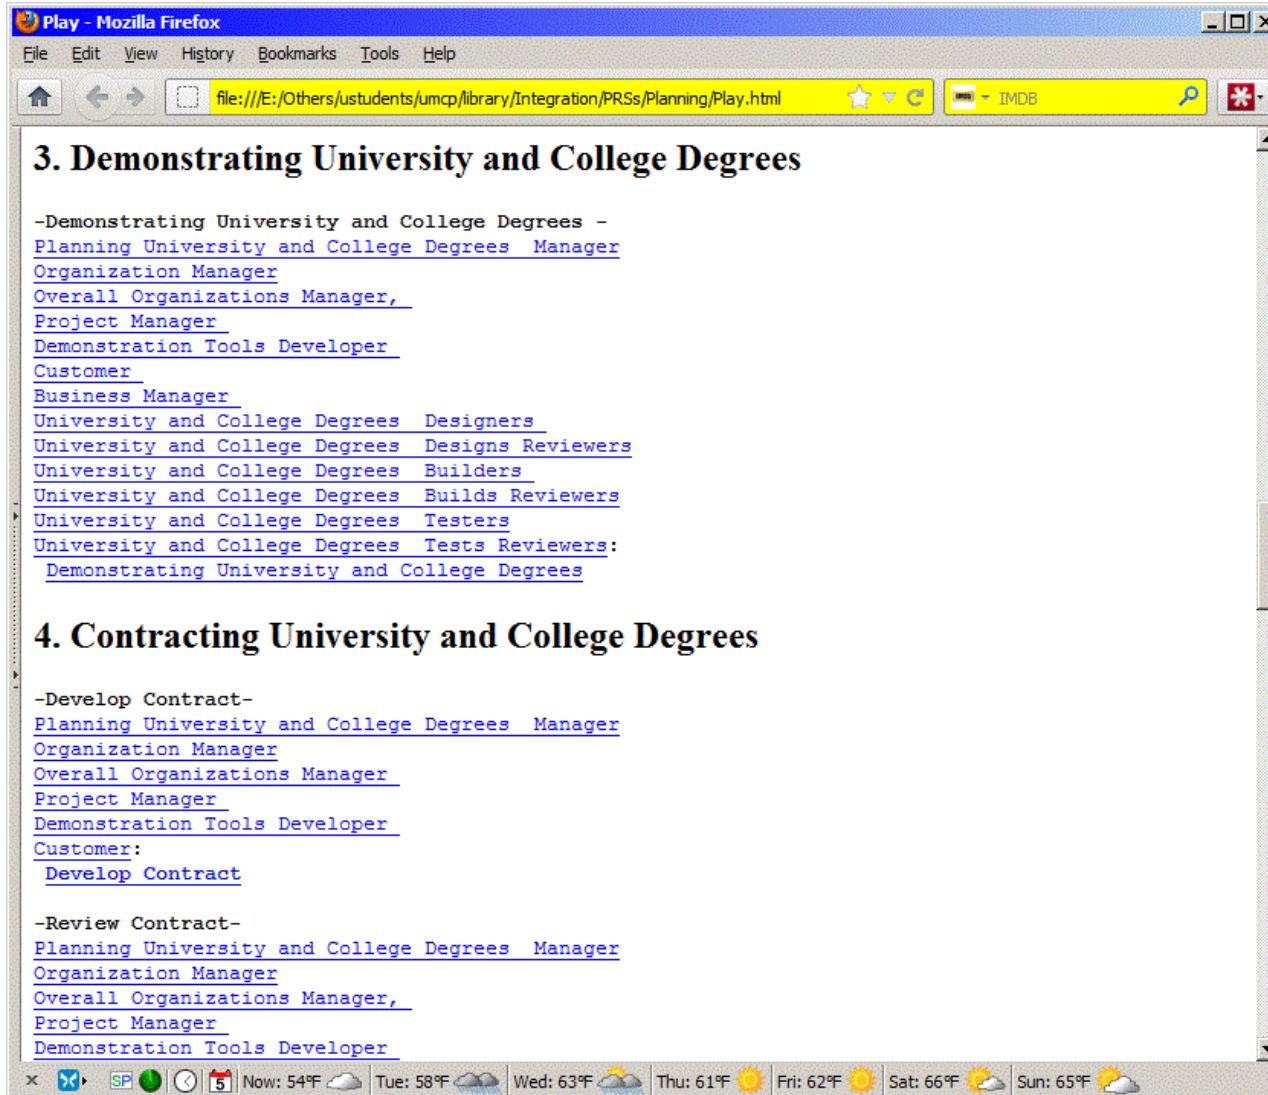 Play - Mozilla Firefox
File Edit View History Bookmarks Tools Help
file:///E:/Others/ustudents/umcp/library/Integration/PRSs/Planning/Play.html IMDB
3. Demonstrating University and College Degrees
-Demonstrating University and College Degrees -
Planning University and College Degrees  Manager
Organization Manager
Overall Organizations Manager,
Project Manager
Demonstration Tools Developer
Customer
Business Manager
University and College Degrees  Designers
University and College Degrees  Designs Reviewers
University and College Degrees  Builders
University and College Degrees  Builds Reviewers
University and College Degrees  Testers
University and College Degrees  Tests Reviewers:
Demonstrating University and College Degrees
4. Contracting University and College Degrees
-Develop Contract-
Planning University and College Degrees  Manager
Organization Manager
Overall Organizations Manager
Project Manager
Demonstration Tools Developer
Customer:
Develop Contract
-Review Contract-
Planning University and College Degrees  Manager
Organization Manager
Overall Organizations Manager,
Project Manager
Demonstration Tools Developer
SP 5 Now: 54°F Tue: 58°F Wed: 63°F Thu: 61°F Fri: 62°F Sat: 66°F Sun: 65°F